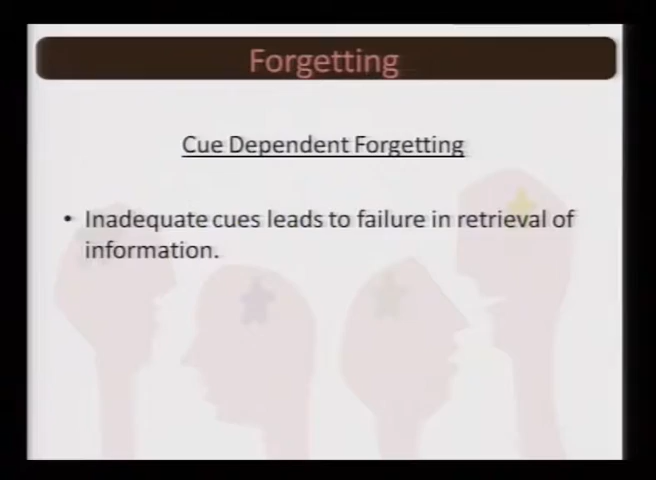 Forgetting
Cue Dependent Forgetting
• Inadequate cues leads to failure in retrieval of
information.